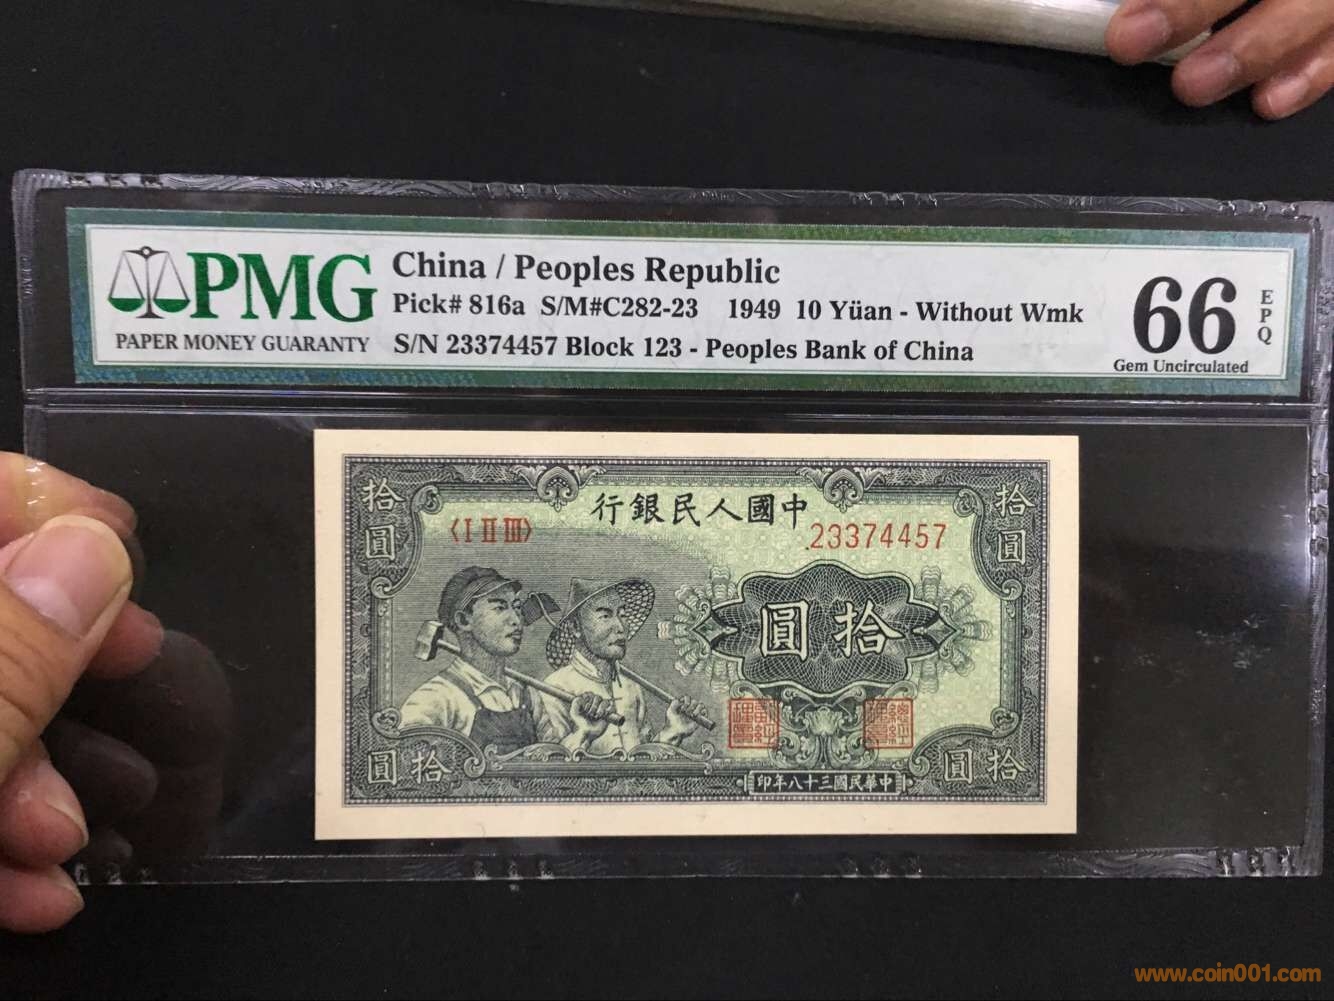 PMG
PAPER MONEY GUARANTY
China / Peoples Republic
Pick# 816a S/M#C282-23 1949 10 Yüan - Without Wmk
S/N 23374457 Block 123 - Peoples Bank of China
66
EPQ
Gem Uncirculated
拾圓
行銀民人國中
拾圓
〈I II III〉
23374457
圓拾
圓拾
圓拾
印年八十三國民華中
www.coin001.com